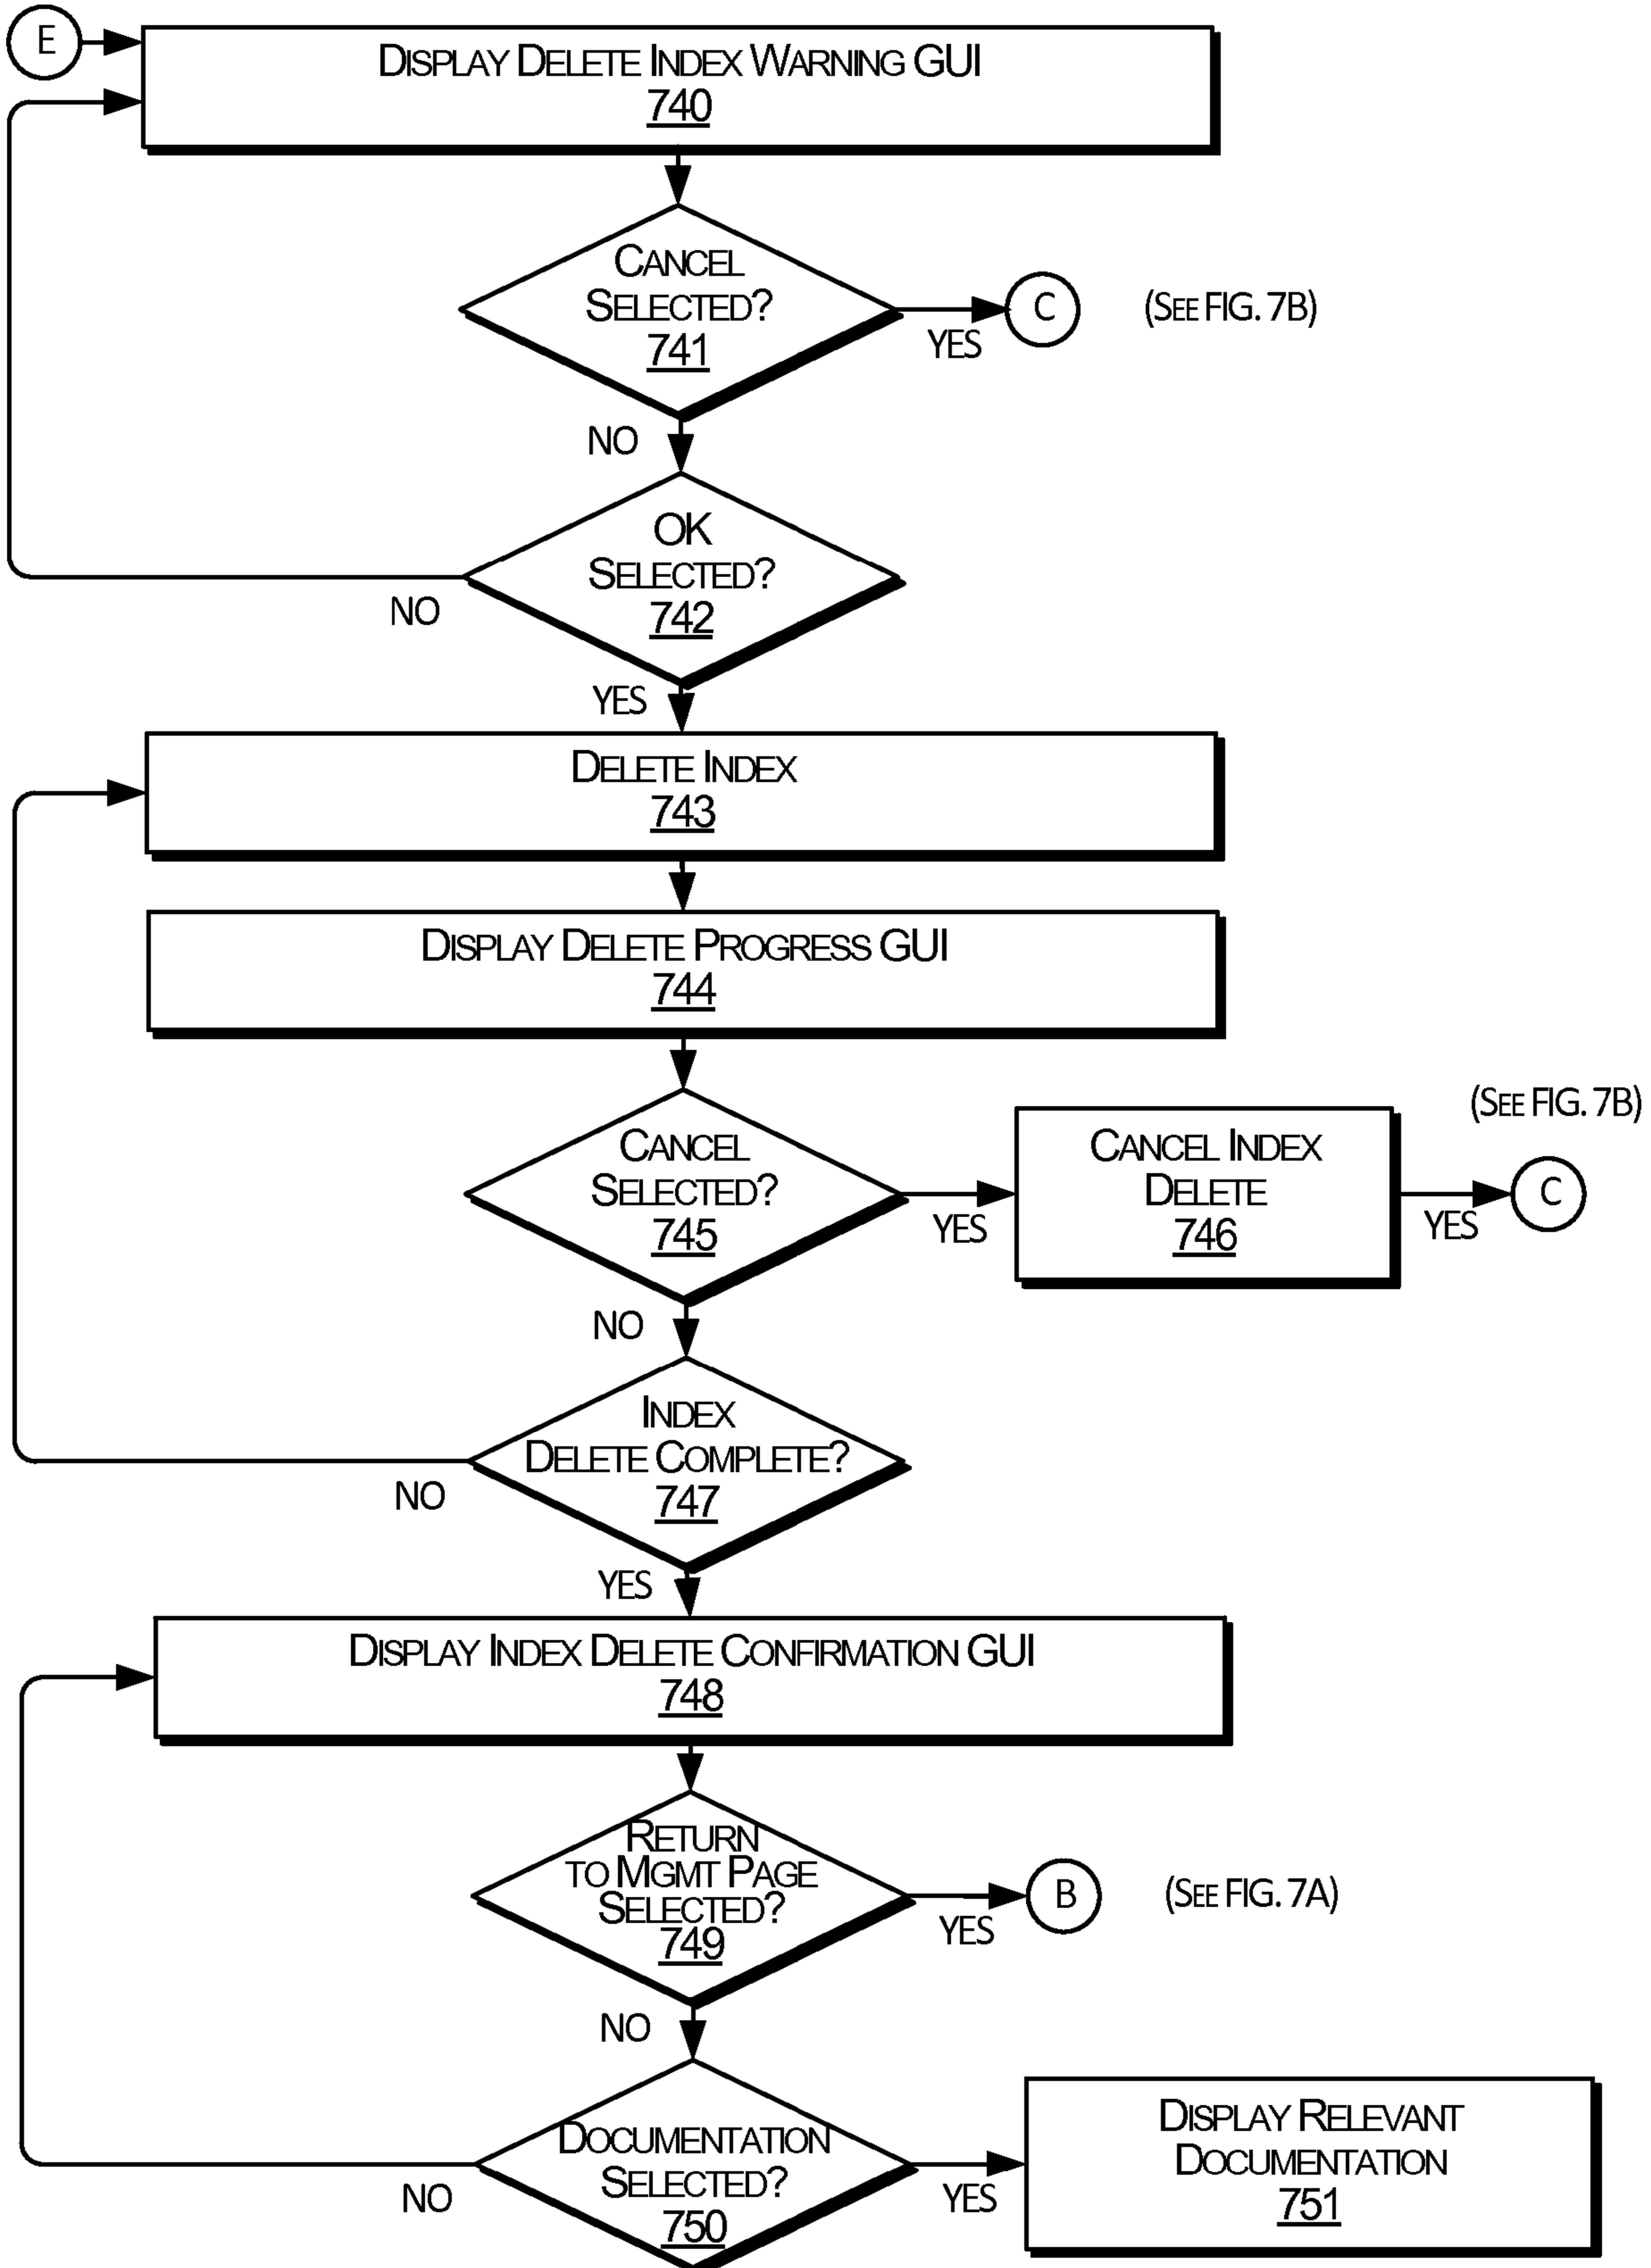 E
DISPLAY DELETE INDEX WARNING GUI
740
CANCEL
SELECTED?
741
YES
C
(SEE FIG. 7B)
NO
OK
SELECTED?
742
NO
YES
DELETE INDEX
743
DISPLAY DELETE PROGRESS GUI
744
CANCEL
SELECTED?
745
YES
CANCEL INDEX
DELETE
746
YES
(SEE FIG. 7B)
C
NO
INDEX
DELETE COMPLETE?
747
NO
YES
DISPLAY INDEX DELETE CONFIRMATION GUI
748
RETURN
TO MGMT PAGE
SELECTED?
749
YES
B
(SEE FIG. 7A)
NO
DOCUMENTATION
SELECTED?
750
NO
YES
DISPLAY RELEVANT
DOCUMENTATION
751